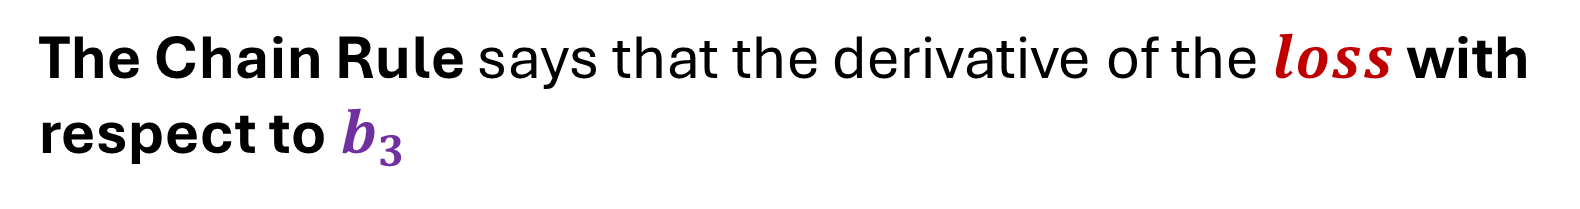 The Chain Rule says that the derivative of the loss with
respect to b₃